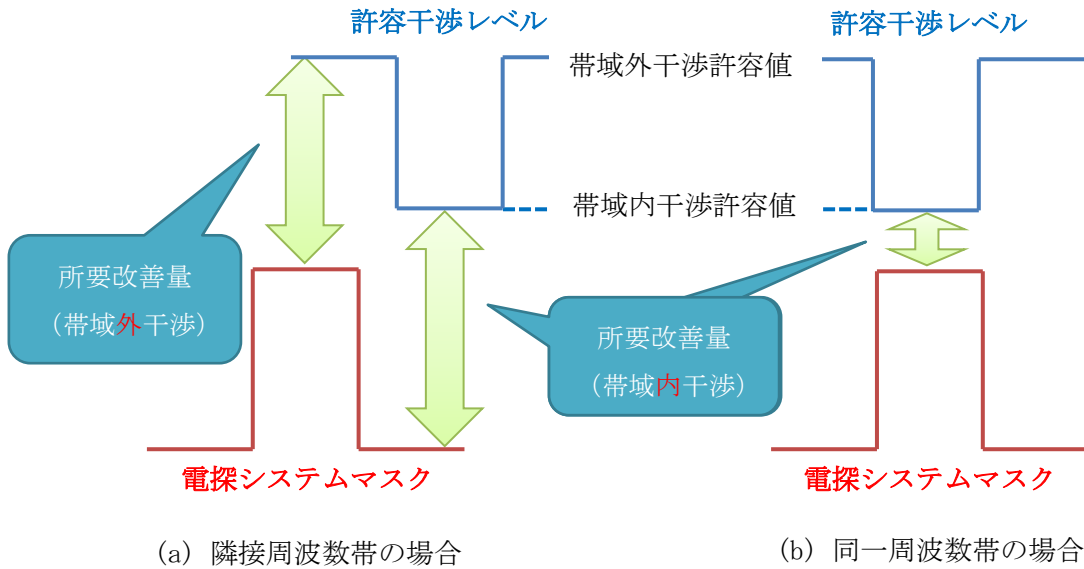 許容干渉レベル
許容干渉レベル
帯域外干渉許容値
帯域内干渉許容値
所要改善量
（帯域外干渉）
所要改善量
（帯域内干渉）
電探システムマスク
電探システムマスク
(a) 隣接周波数帯の場合
(b) 同一周波数帯の場合